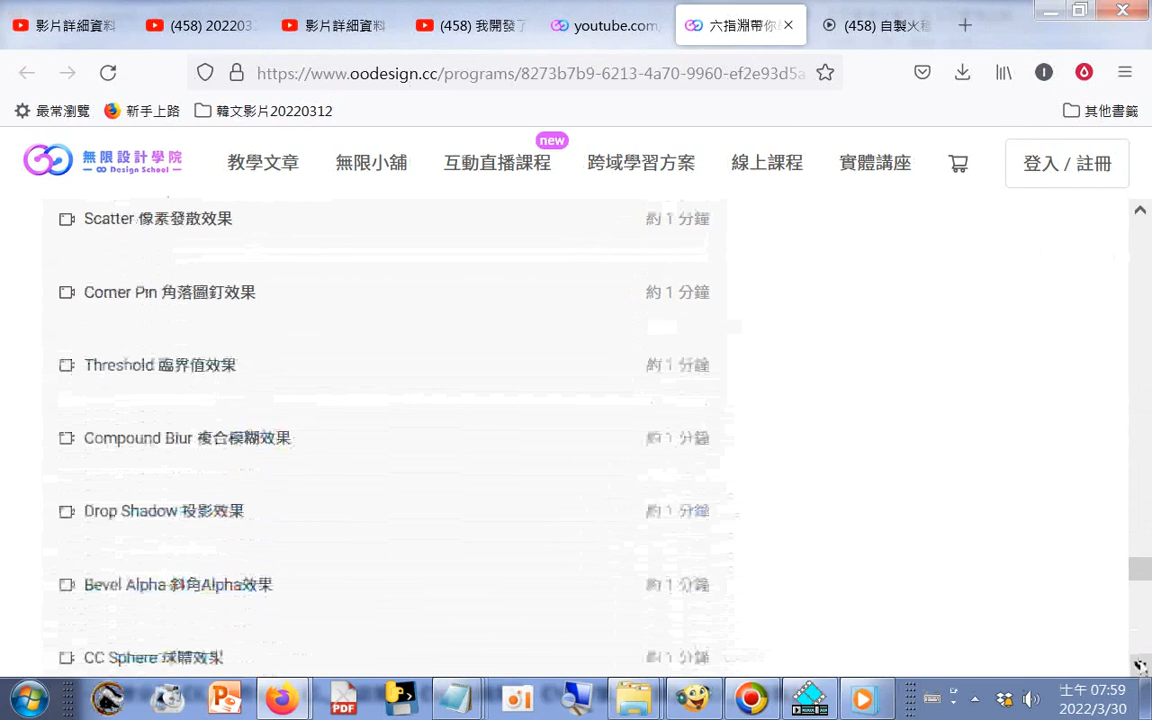 影片詳細資料
(458) 20220
影片詳細資料
(458) 我開發了
youtube.com
六指淵帶你
(458) 自製火
https://www.oodesign.cc/programs/8273b7b9-6213-4a70-9960-ef2e93d5a
最常瀏覽
新手上路
韓文影片20220312
其他書籤
無限設計學院
Design School
教學文章
無限小舖
new
互動直播課程
跨域學習方案
線上課程
實體講座
登入 / 註冊
Scatter 像素發散效果 約 1 分鐘
Corner Pin 角落圖釘效果 約 1 分鐘
Threshold 臨界值效果 約 1 分鐘
Compound Blur 複合模糊效果 約 1 分鐘
Drop Shadow 投影效果 約 1 分鐘
Bevel Alpha 斜角Alpha效果 約 1 分鐘
CC Sphere 球體效果 約 1 分鐘
PDF
上午 07:59
2022/3/30